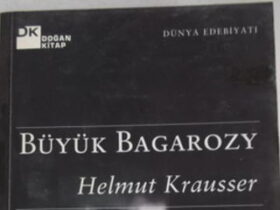 DK
DOĞAN
KİTAP
DÜNYA EDEBİYATI
BÜYÜK BAGAROZY
Helmut Krausser